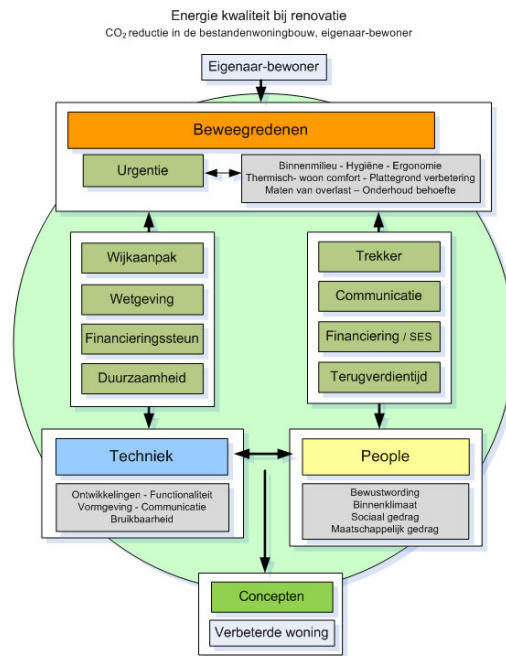 Energie kwaliteit bij renovatie
CO₂ reductie in de bestandenwoningbouw, eigenaar-bewoner
Eigenaar-bewoner
Beweegredenen
Urgentie
Binnenmilieu - Hygiëne - Ergonomie
Thermisch- woon comfort - Plattegrond verbetering
Maten van overlast – Onderhoud behoefte
Wijkaanpak
Wetgeving
Financieringssteun
Duurzaamheid
Trekker
Communicatie
Financiering / SES
Terugverdientijd
Techniek
Ontwikkelingen - Functionaliteit
Vormgeving - Communicatie
Bruikbaarheid
People
Bewustwording
Binnenklimaat
Sociaal gedrag
Maatschappelijk gedrag
Concepten
Verbeterde woning